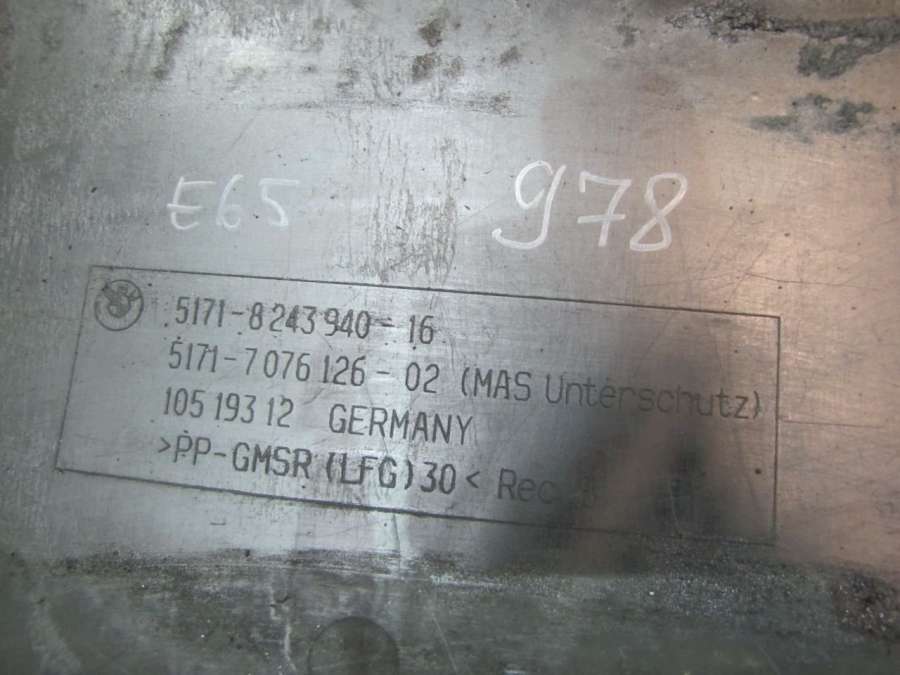 E65 978
5171-8 243 940-16
5171-7 076 126-02 (MAS Unterschutz)
105 193 12 GERMANY
>PP-GMSR (LFG) 30<